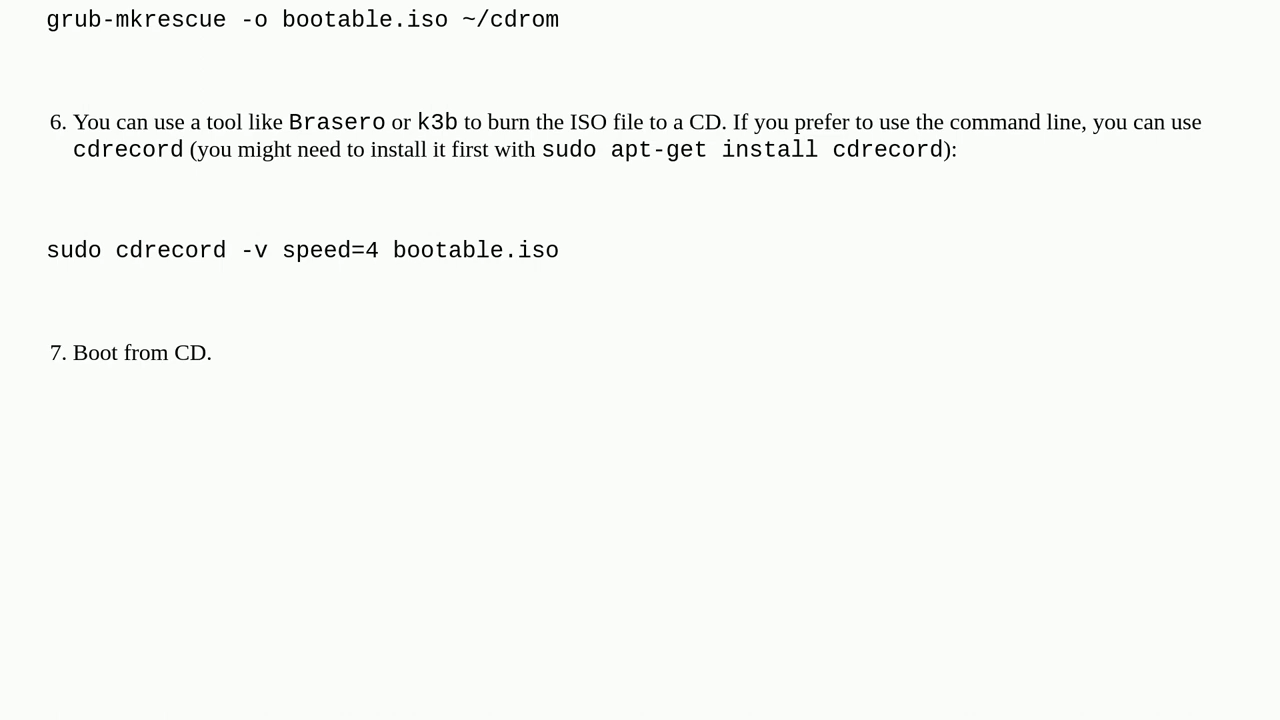 grub-mkrescue -o bootable.iso ~/cdrom
6. You can use a tool like Brasero or k3b to burn the ISO file to a CD. If you prefer to use the command line, you can use
cdrecord (you might need to install it first with sudo apt-get install cdrecord):
sudo cdrecord -v speed=4 bootable.iso
7. Boot from CD.